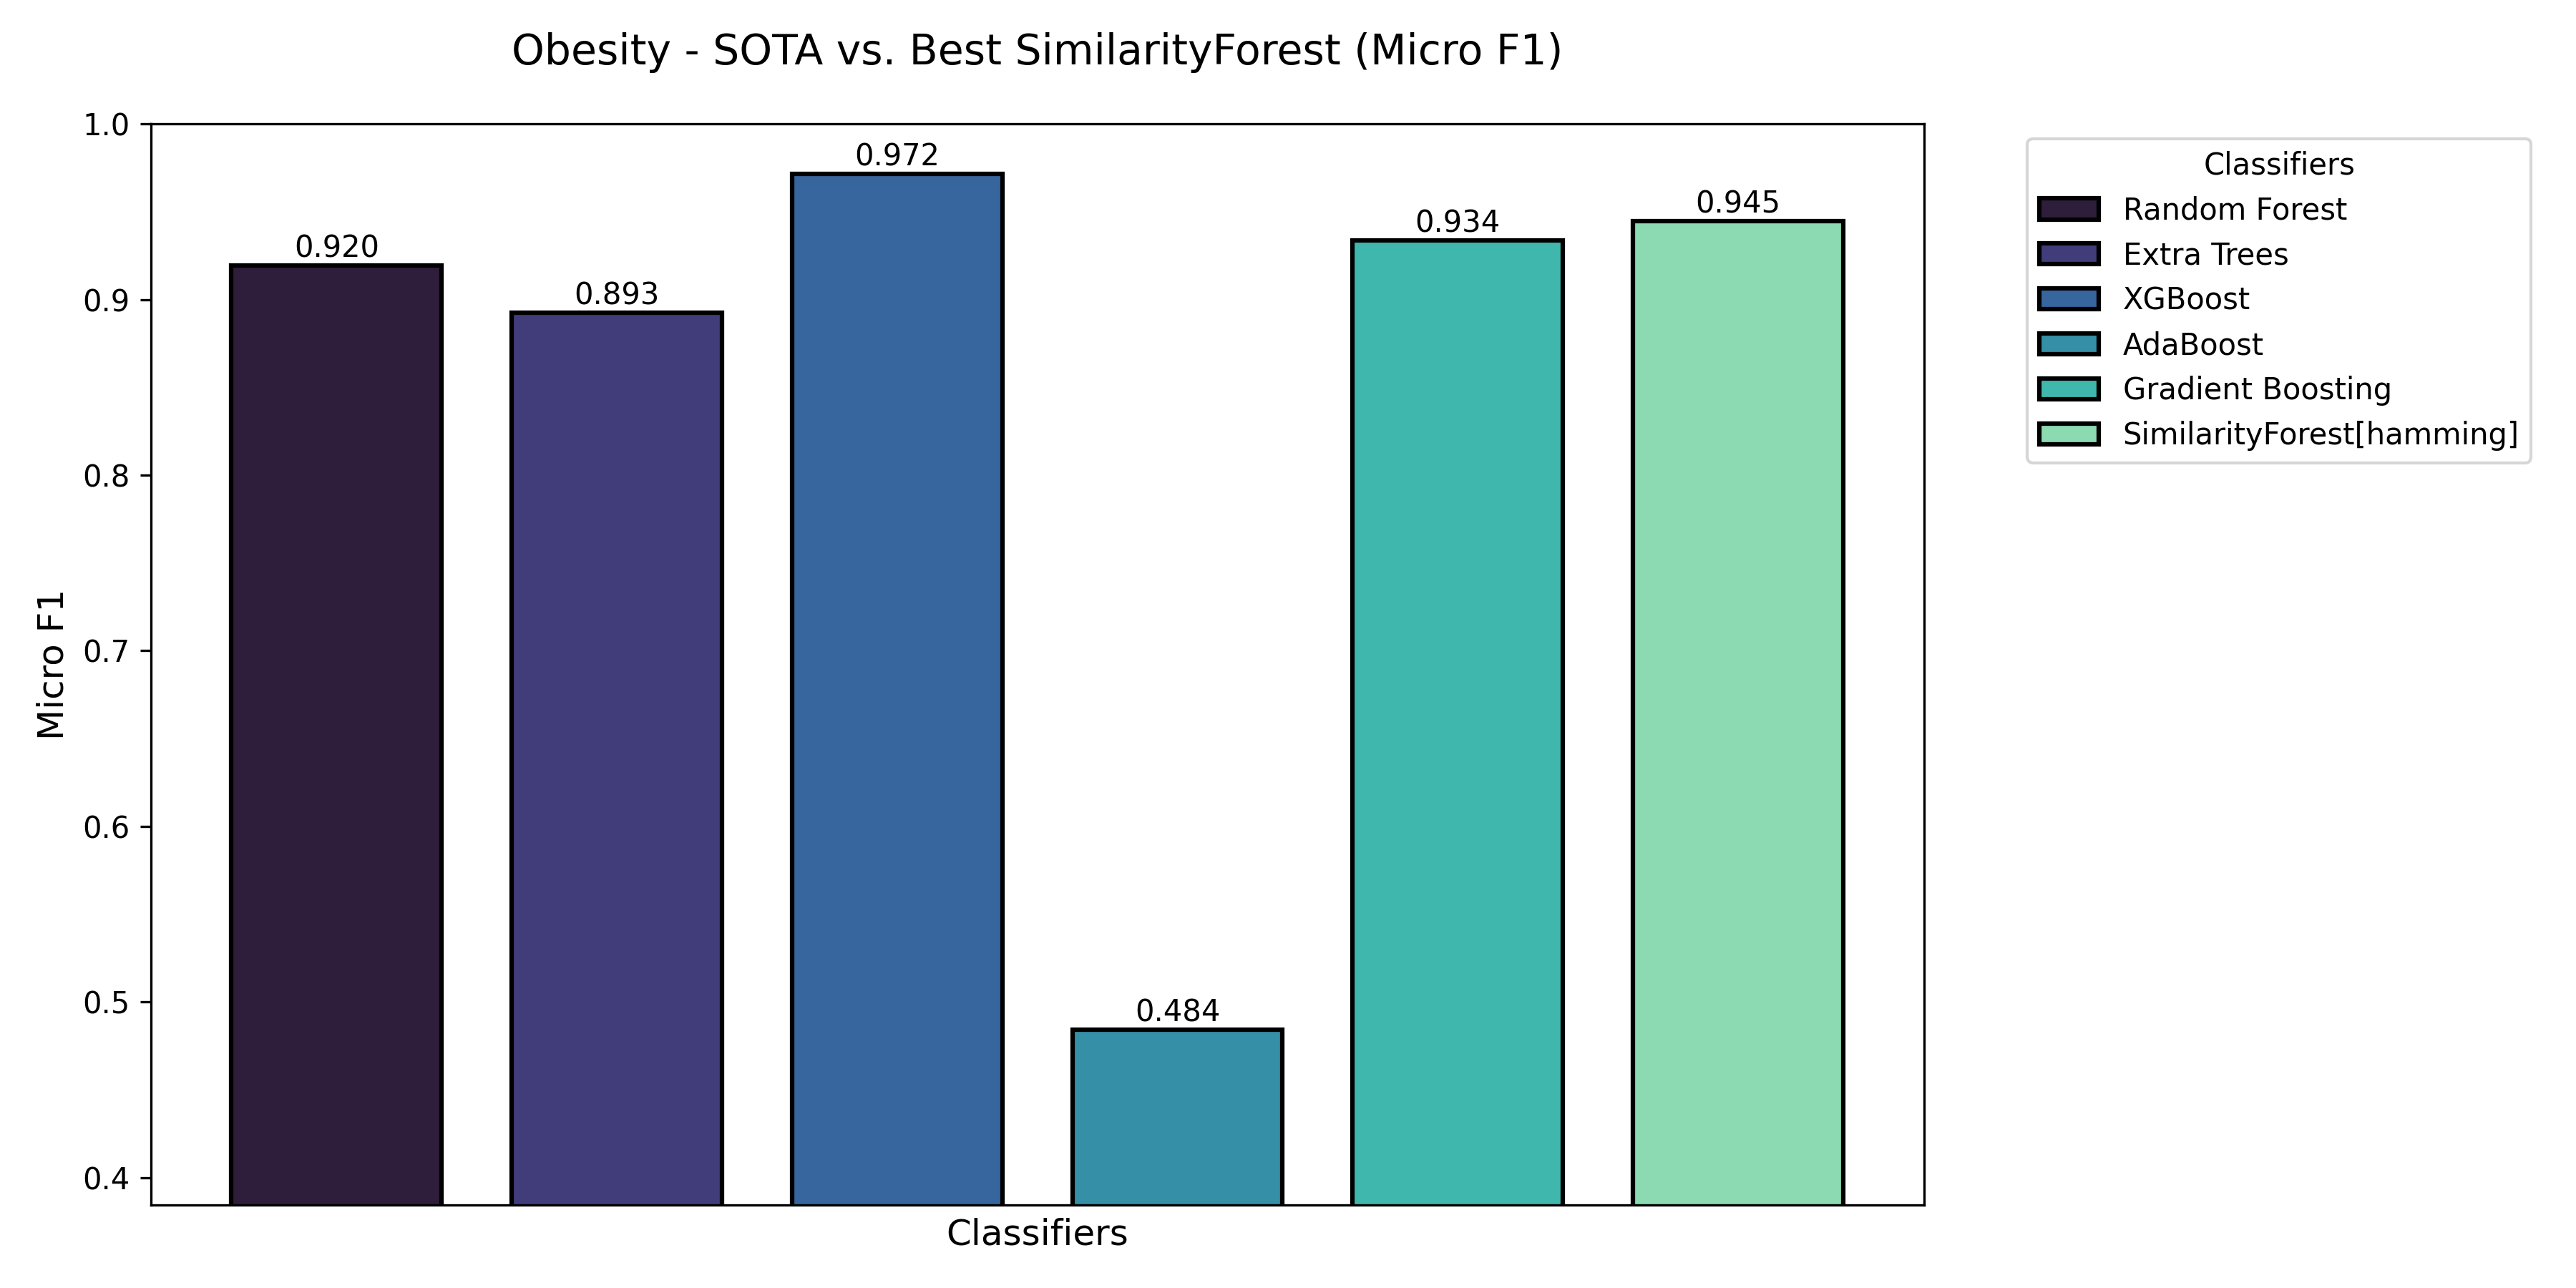 Obesity - SOTA vs. Best SimilarityForest (Micro F1)
1.0
0.9
0.8
0.7
0.6
0.5
0.4
Micro F1
0.920
0.893
0.972
0.484
0.934
0.945
Classifiers
Classifiers
Random Forest
Extra Trees
XGBoost
AdaBoost
Gradient Boosting
SimilarityForest[hamming]